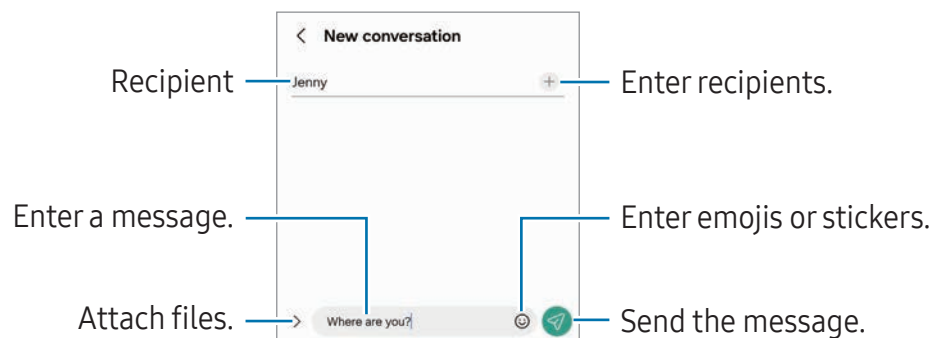 New conversation
Recipient
Jenny
Enter recipients.
Enter a message.
Enter emojis or stickers.
Attach files.
Where are you?
Send the message.